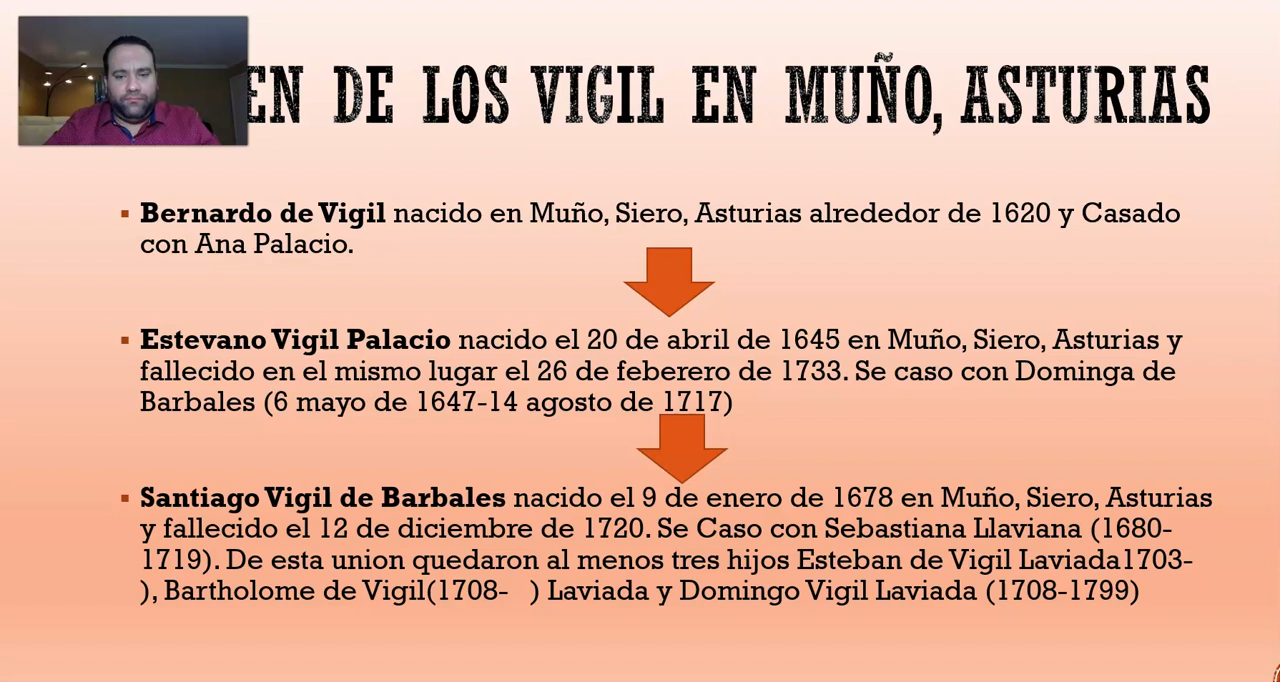 EN DE LOS VIGIL EN MUÑO, ASTURIAS
▪ Bernardo de Vigil nacido en Muño, Siero, Asturias alrededor de 1620 y Casado
con Ana Palacio.
▪ Estevano Vigil Palacio nacido el 20 de abril de 1645 en Muño, Siero, Asturias y
fallecido en el mismo lugar el 26 de feberero de 1733. Se caso con Dominga de
Barbales (6 mayo de 1647-14 agosto de 1717)
▪ Santiago Vigil de Barbales nacido el 9 de enero de 1678 en Muño, Siero, Asturias
y fallecido el 12 de diciembre de 1720. Se Caso con Sebastiana Llaviana (1680-
1719). De esta union quedaron al menos tres hijos Esteban de Vigil Laviada1703-
), Bartholome de Vigil(1708- ) Laviada y Domingo Vigil Laviada (1708-1799)